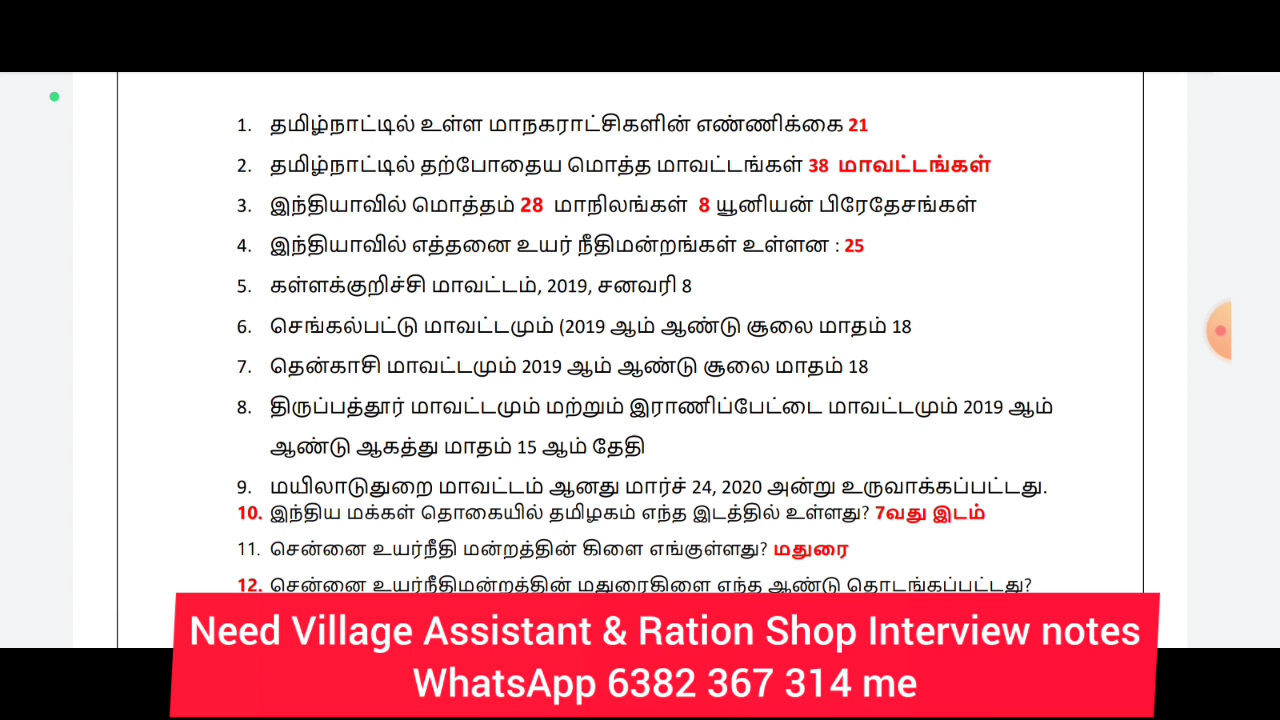 1. தமிழ்நாட்டில் உள்ள மாநகராட்சிகளின் எண்ணிக்கை 21
2. தமிழ்நாட்டில் தற்போதைய மொத்த மாவட்டங்கள் 38 மாவட்டங்கள்
3. இந்தியாவில் மொத்தம் 28 மாநிலங்கள் 8 யூனியன் பிரேதேசங்கள்
4. இந்தியாவில் எத்தனை உயர் நீதிமன்றங்கள் உள்ளன : 25
5. கள்ளக்குறிச்சி மாவட்டம், 2019, சனவரி 8
6. செங்கல்பட்டு மாவட்டமும் (2019 ஆம் ஆண்டு சூலை மாதம் 18
7. தென்காசி மாவட்டமும் 2019 ஆம் ஆண்டு சூலை மாதம் 18
8. திருப்பத்தூர் மாவட்டமும் மற்றும் இராணிப்பேட்டை மாவட்டமும் 2019 ஆம்
ஆண்டு ஆகத்து மாதம் 15 ஆம் தேதி
9. மயிலாடுதுறை மாவட்டம் ஆனது மார்ச் 24, 2020 அன்று உருவாக்கப்பட்டது.
10. இந்திய மக்கள் தொகையில் தமிழகம் எந்த இடத்தில் உள்ளது? 7வது இடம்
11. சென்னை உயர்நீதி மன்றத்தின் கிளை எங்குள்ளது? மதுரை
12. சென்னை உயர்நீதிமன்றத்தின் மதுரைகிளை எந்த ஆண்டு தொடங்கப்பட்டது?
Need Village Assistant & Ration Shop Interview notes
WhatsApp 6382 367 314 me